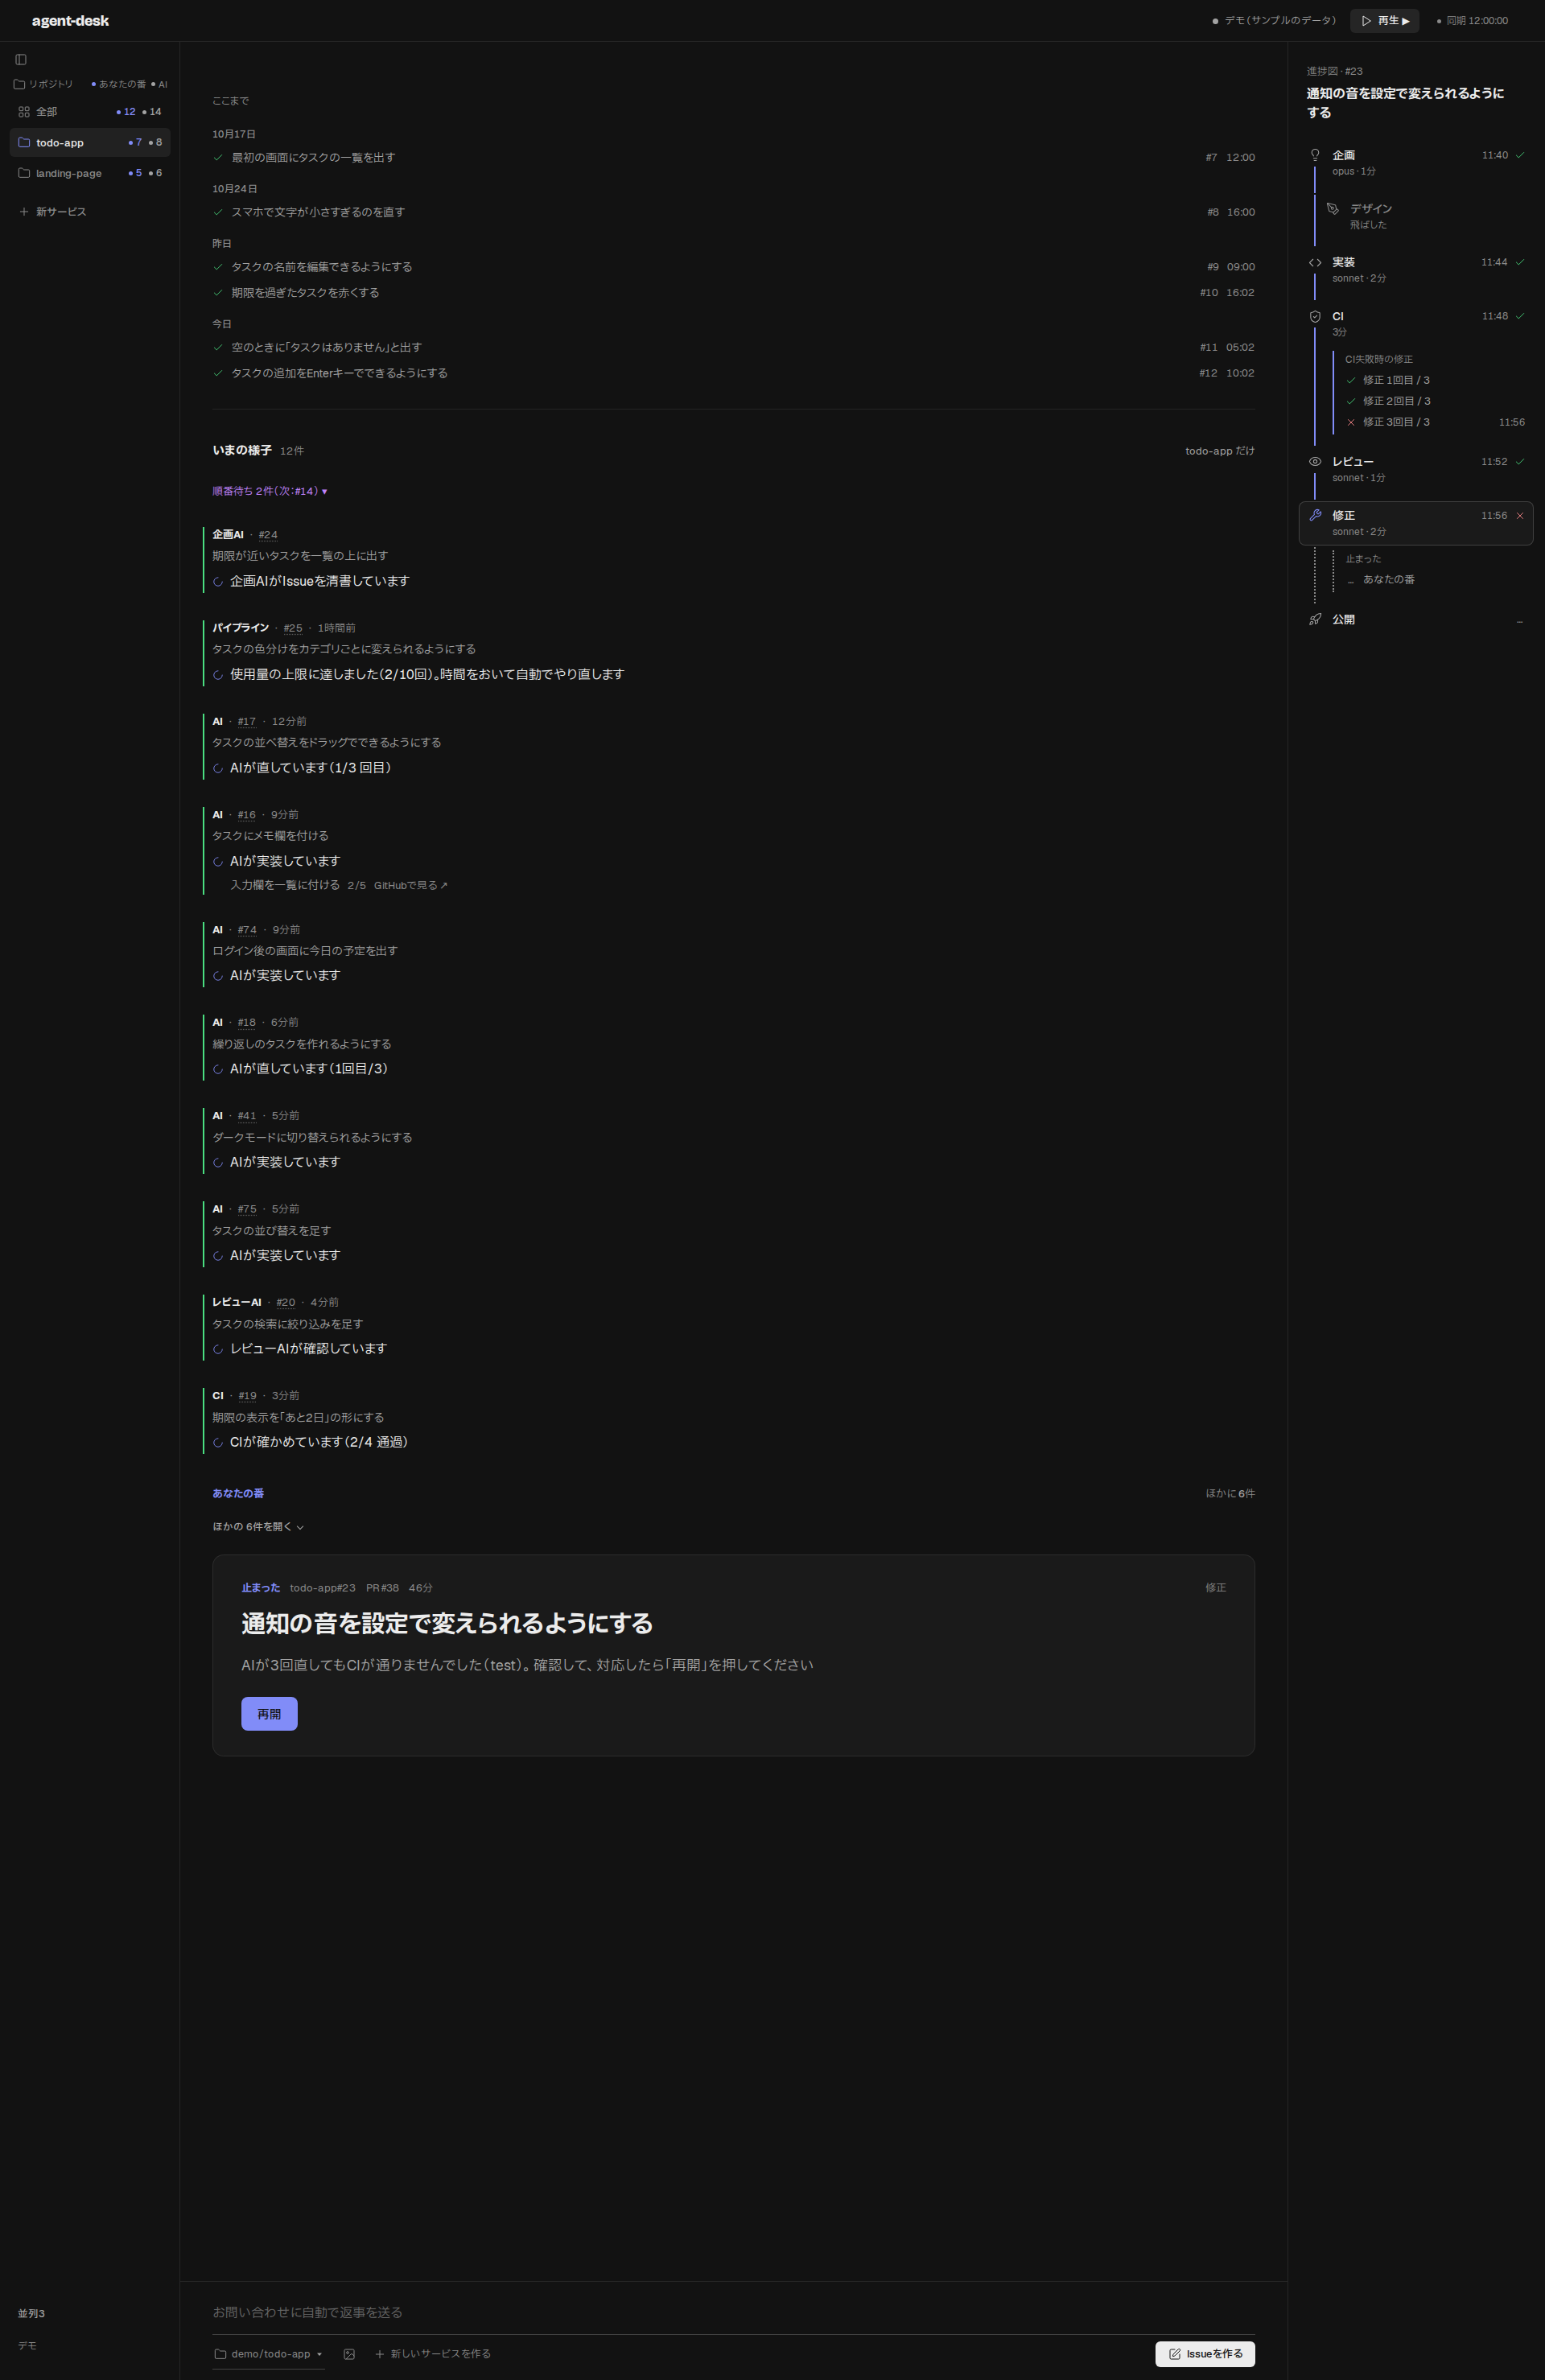 agent-desk
デモ（サンプルのデータ）
再生 ▶
同期 12:00:00
リポジトリ
あなたの番 AI
全部 12 14
todo-app 7 8
landing-page 5 6
新サービス
並列3
デモ
ここまで
10月17日
最初の画面にタスクの一覧を出す #7 12:00
10月24日
スマホで文字が小さすぎるのを直す #8 16:00
昨日
タスクの名前を編集できるようにする #9 09:00
期限を過ぎたタスクを赤くする #10 16:02
今日
空のときに「タスクはありません」と出す #11 05:02
タスクの追加をEnterキーでできるようにする #12 10:02
いまの様子 12件 todo-app だけ
順番待ち 2件（次：#14）▾
企画AI · #24
期限が近いタスクを一覧の上に出す
企画AIがIssueを清書しています
パイプライン · #25 · 1時間前
タスクの色分けをカテゴリごとに変えられるようにする
使用量の上限に達しました（2/10回）。時間をおいて自動でやり直します
AI · #17 · 12分前
タスクの並べ替えをドラッグでできるようにする
AIが直しています（1/3 回目）
AI · #16 · 9分前
タスクにメモ欄を付ける
AIが実装しています
入力欄を一覧に付ける 2/5 GitHubで見る ↗
AI · #74 · 9分前
ログイン後の画面に今日の予定を出す
AIが実装しています
AI · #18 · 6分前
繰り返しのタスクを作れるようにする
AIが直しています（1回目/3）
AI · #41 · 5分前
ダークモードに切り替えられるようにする
AIが実装しています
AI · #75 · 5分前
タスクの並び替えを足す
AIが実装しています
レビューAI · #20 · 4分前
タスクの検索に絞り込みを足す
レビューAIが確認しています
CI · #19 · 3分前
期限の表示を「あと2日」の形にする
CIが確かめています（2/4 通過）
あなたの番 ほかに 6件
ほかの 6件を開く
止まった todo-app#23 PR#38 46分 修正
通知の音を設定で変えられるようにする
AIが3回直してもCIが通りませんでした（test）。確認して、対応したら「再開」を押してください
再開
お問い合わせに自動で返事を送る
demo/todo-app ▾
新しいサービスを作る
Issueを作る
進捗図 · #23
通知の音を設定で変えられるように
する
企画 11:40
opus · 1分
デザイン
飛ばした
実装 11:44
sonnet · 2分
CI 11:48
3分
CI失敗時の修正
修正 1回目 / 3
修正 2回目 / 3
修正 3回目 / 3 11:56
レビュー 11:52
sonnet · 1分
修正 11:56
sonnet · 2分
止まった
… あなたの番
公開 …